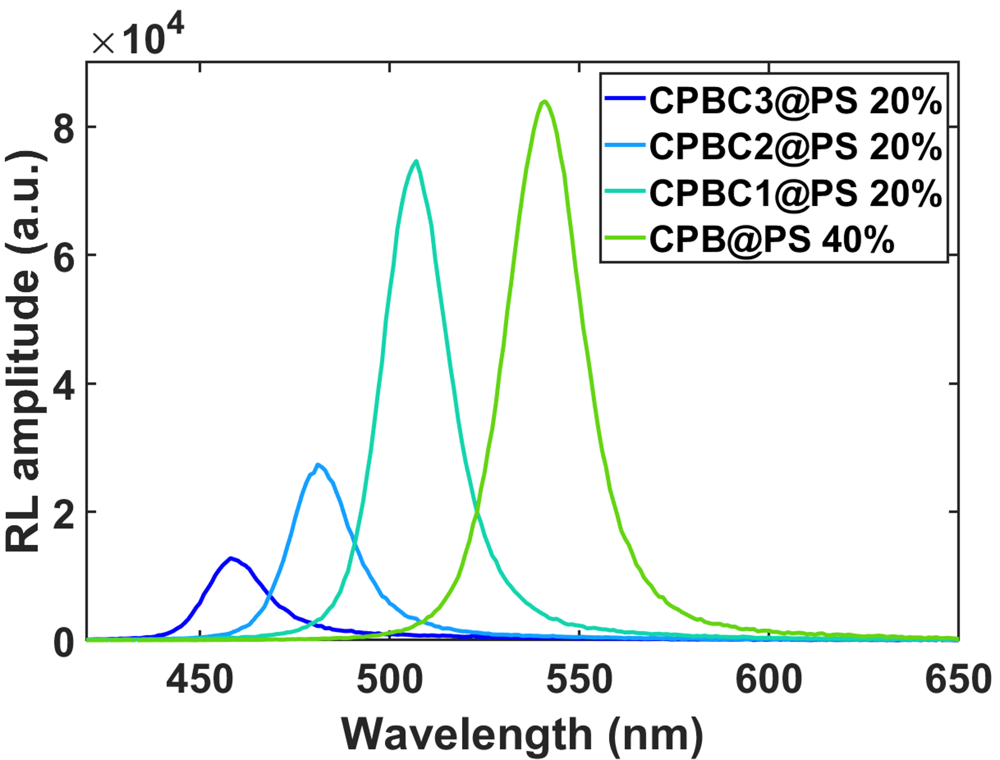 ×10⁴
RL amplitude (a.u.)
8
6
4
2
0
CPBC3@PS 20%
CPBC2@PS 20%
CPBC1@PS 20%
CPB@PS 40%
450 500 550 600 650
Wavelength (nm)